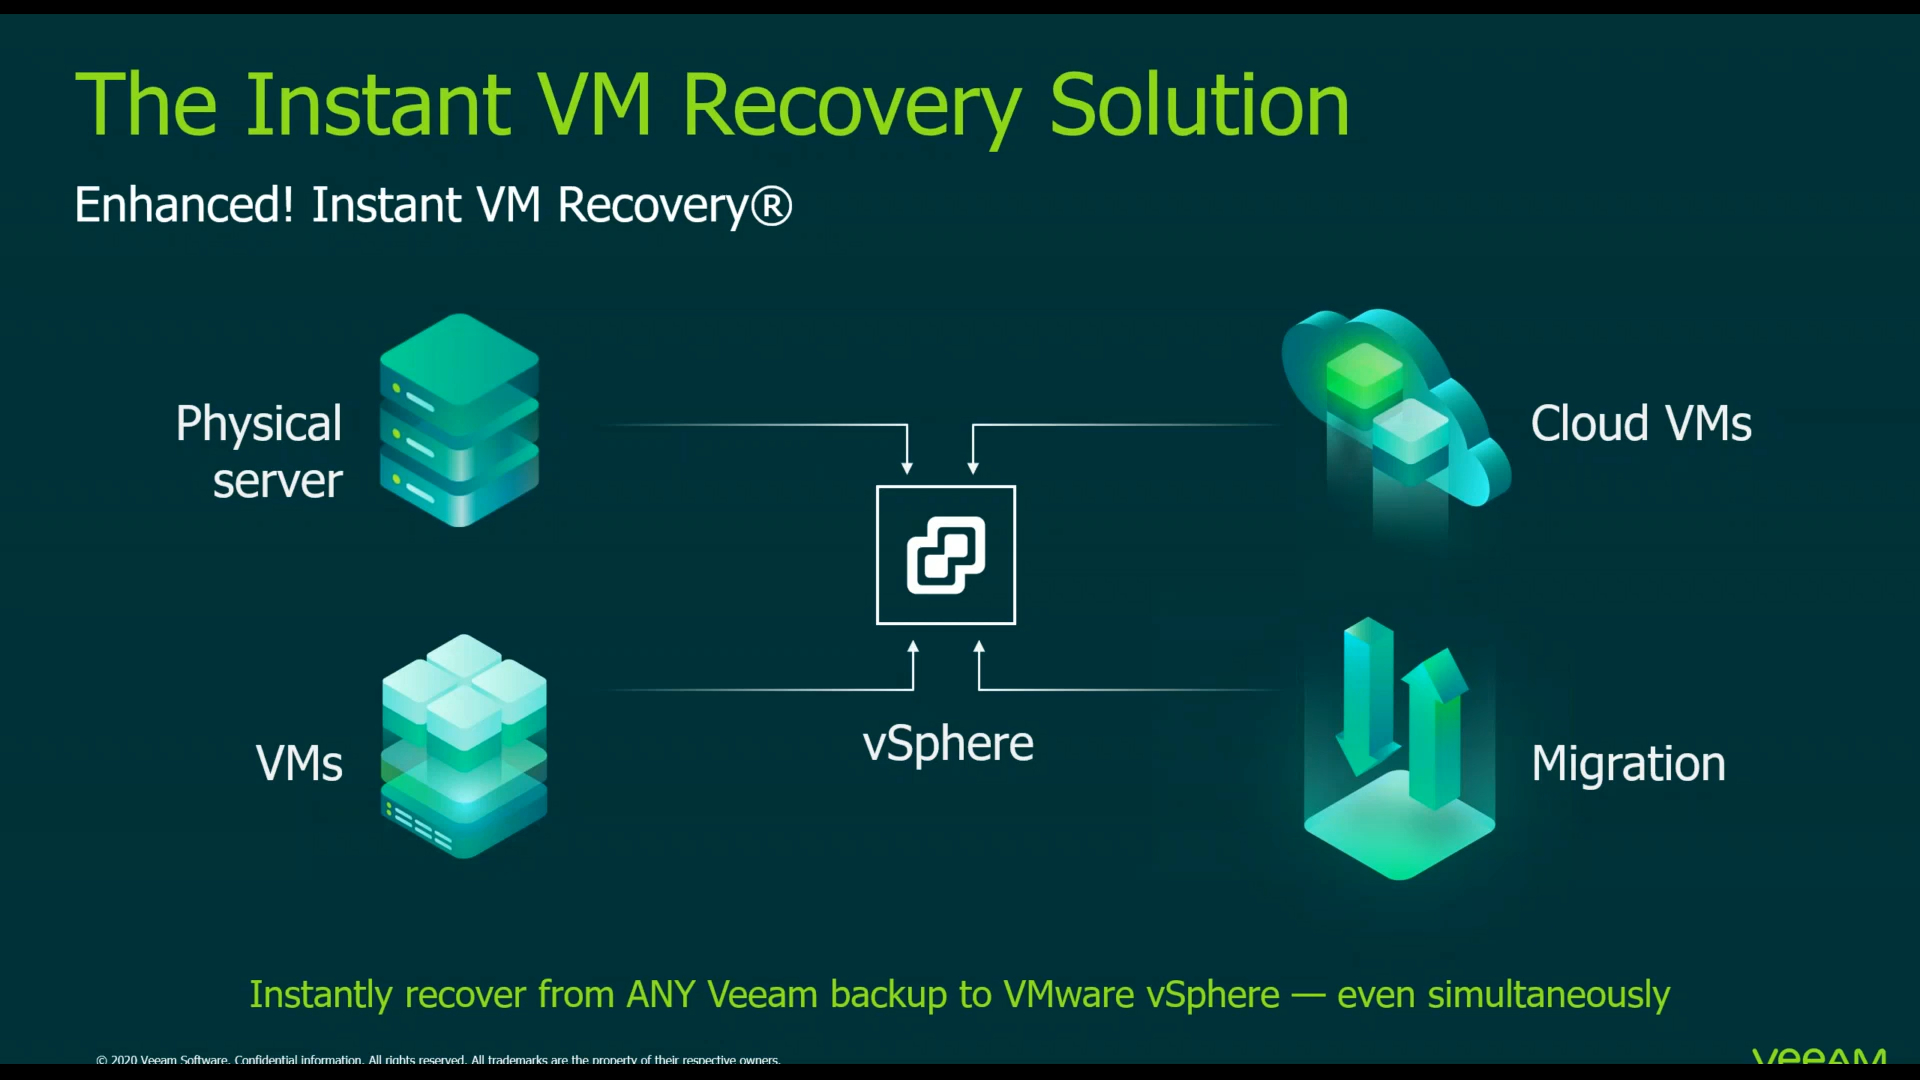 The Instant VM Recovery Solution
Enhanced! Instant VM Recovery®
Physical
server
Cloud VMs
VMs
vSphere
Migration
Instantly recover from ANY Veeam backup to VMware vSphere — even simultaneously
© 2020 Veeam Software. Confidential information. All rights reserved. All trademarks are the property of their respective owners.
veeAM